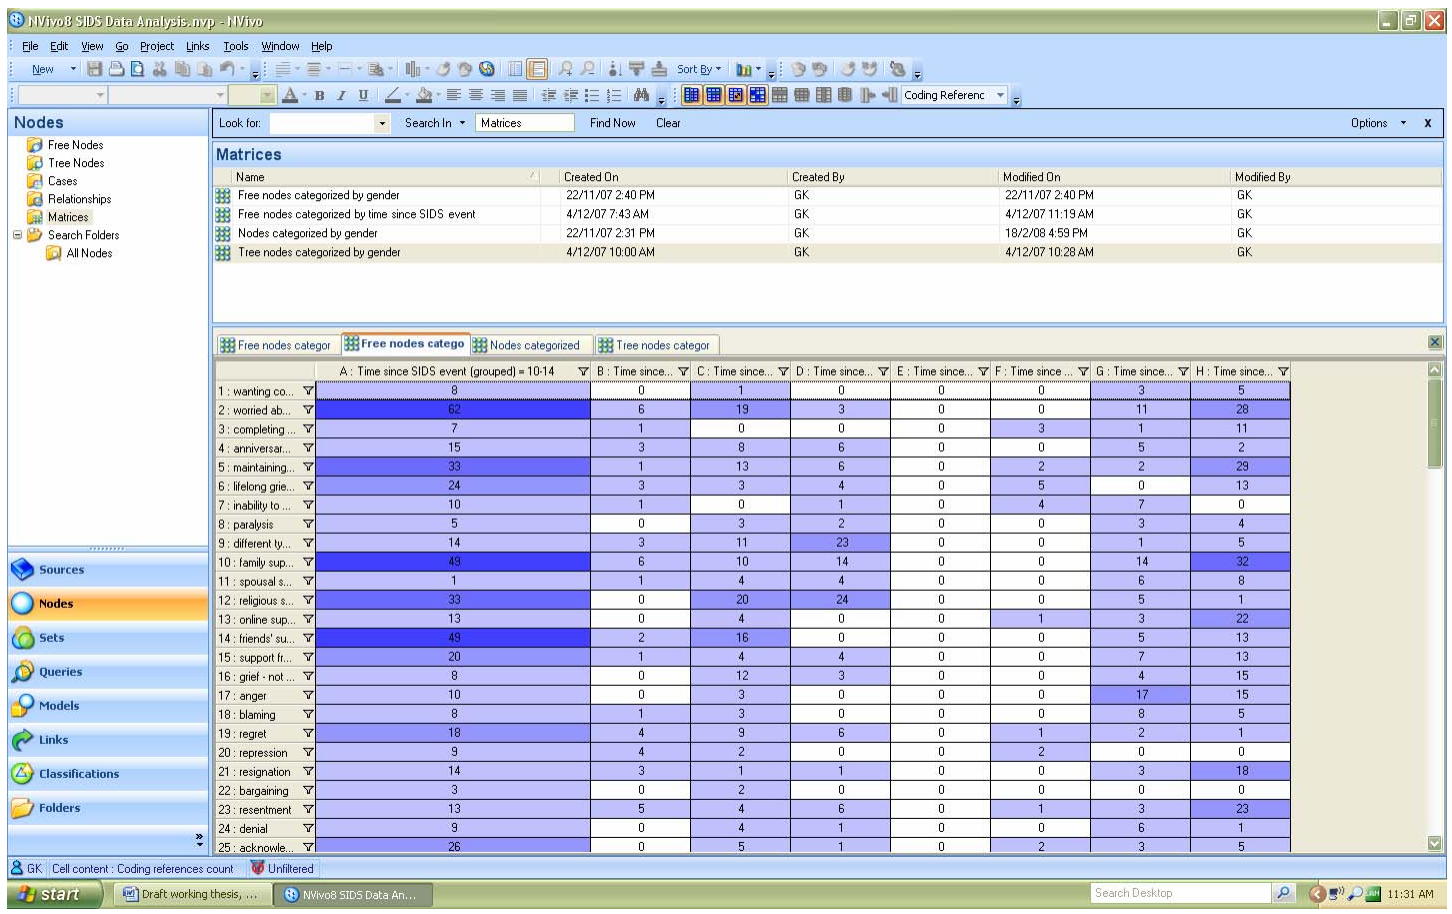 NVivo8 SIDS Data Analysis.nvp - NVivo
File Edit View Go Project Links Tools Window Help
New Sort By
B I U Coding Referenc
Nodes
Free Nodes
Tree Nodes
Cases
Relationships
Matrices
Search Folders
All Nodes
Sources
Nodes
Sets
Queries
Models
Links
Classifications
Folders
Look for: Search In Matrices Find Now Clear Options x
Matrices
Name Created On Created By Modified On Modified By
Free nodes categorized by gender 22/11/07 2:40 PM GK 22/11/07 2:40 PM GK
Free nodes categorized by time since SIDS event 4/12/07 7:43 AM GK 4/12/07 11:19 AM GK
Nodes categorized by gender 22/11/07 2:31 PM GK 18/2/08 4:59 PM GK
Tree nodes categorized by gender 4/12/07 10:00 AM GK 4/12/07 10:28 AM GK
Free nodes categor Free nodes catego Nodes categorized Tree nodes categor
A : Time since SIDS event (grouped) = 10-14 B : Time since... C : Time since... D : Time since... E : Time since... F : Time since ... G : Time since... H : Time since...
1 : wanting co... 8 0 1 0 0 0 3 5
2 : worried ab... 62 6 19 3 0 0 11 28
3 : completing ... 7 1 0 0 0 3 1 11
4 : anniversar... 15 3 8 6 0 0 5 2
5 : maintaining... 33 1 13 6 0 2 2 29
6 : lifelong grie... 24 3 3 4 0 5 0 13
7 : inability to ... 10 1 0 1 0 4 7 0
8 : paralysis 5 0 3 2 0 0 3 4
9 : different ty... 14 3 11 23 0 0 1 5
10 : family sup... 49 6 10 14 0 0 14 32
11 : spousal s... 1 1 4 4 0 0 6 8
12 : religious s... 33 0 20 24 0 0 5 1
13 : online sup... 13 0 4 0 0 1 3 22
14 : friends' su... 49 2 16 0 0 0 5 13
15 : support fr... 20 1 4 4 0 0 7 13
16 : grief - not ... 8 0 12 3 0 0 4 15
17 : anger 10 0 3 0 0 0 17 15
18 : blaming 8 1 3 0 0 0 8 5
19 : regret 18 4 9 6 0 1 2 1
20 : repression 9 4 2 0 0 2 0 0
21 : resignation 14 3 1 1 0 0 3 18
22 : bargaining 3 0 2 0 0 0 0 0
23 : resentment 13 5 4 6 0 1 3 23
24 : denial 9 0 4 1 0 0 6 1
25 : acknowle... 26 0 5 1 0 2 3 5
GK Cell content : Coding references count Unfiltered
start Draft working thesis, ... NVivo8 SIDS Data An... Search Desktop 11:31 AM